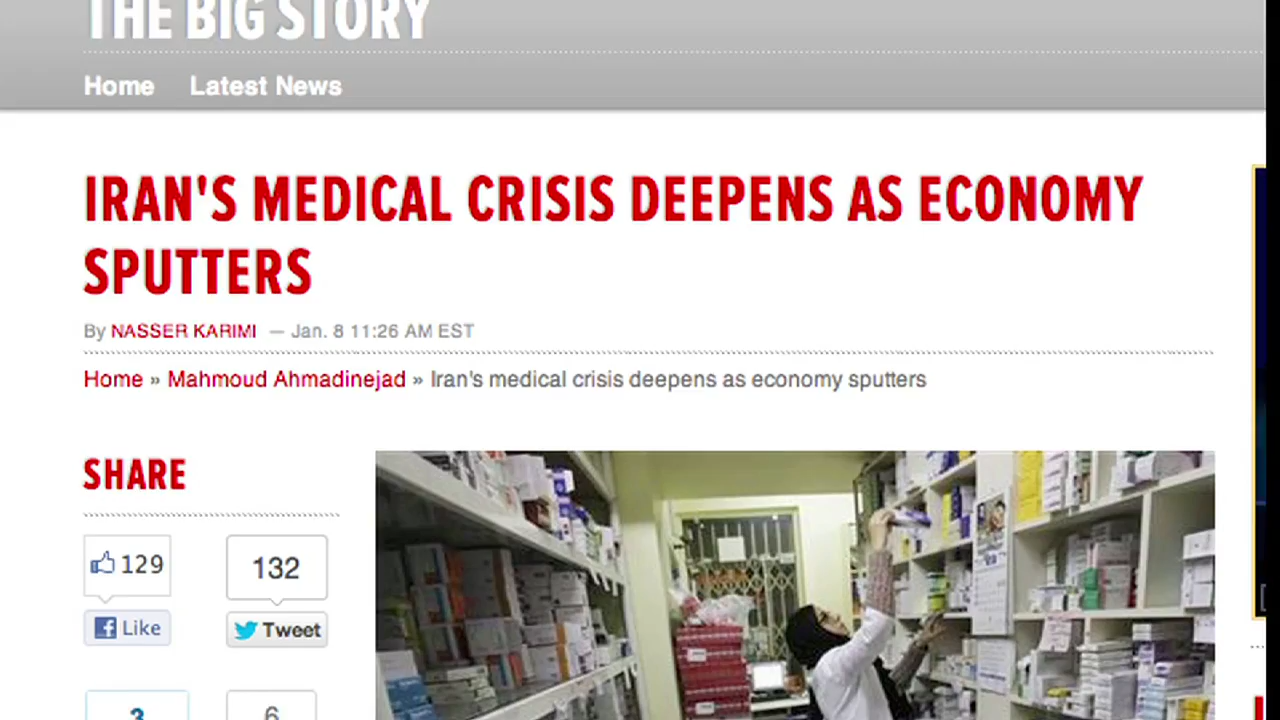 THE BIG STORY
Home Latest News
IRAN'S MEDICAL CRISIS DEEPENS AS ECONOMY
SPUTTERS
By NASSER KARIMI — Jan. 8 11:26 AM EST
Home » Mahmoud Ahmadinejad » Iran's medical crisis deepens as economy sputters
SHARE
129
132
Like
Tweet
3
6